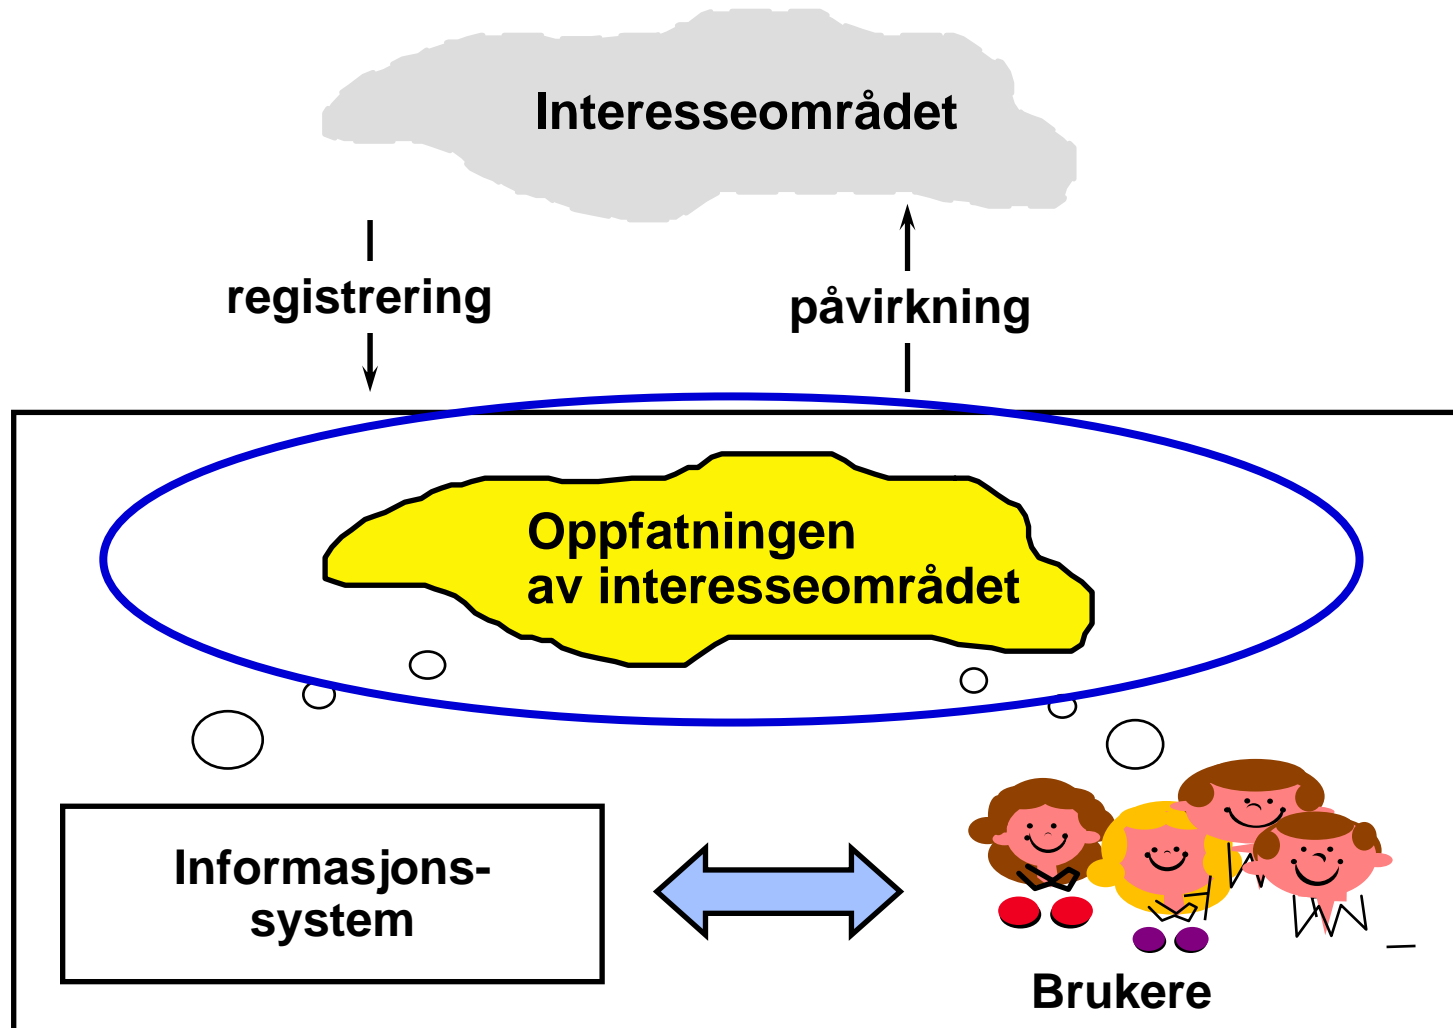 Interesseområdet
registrering
påvirkning
Oppfatningen
av interesseområdet
Informasjons-
system
Brukere